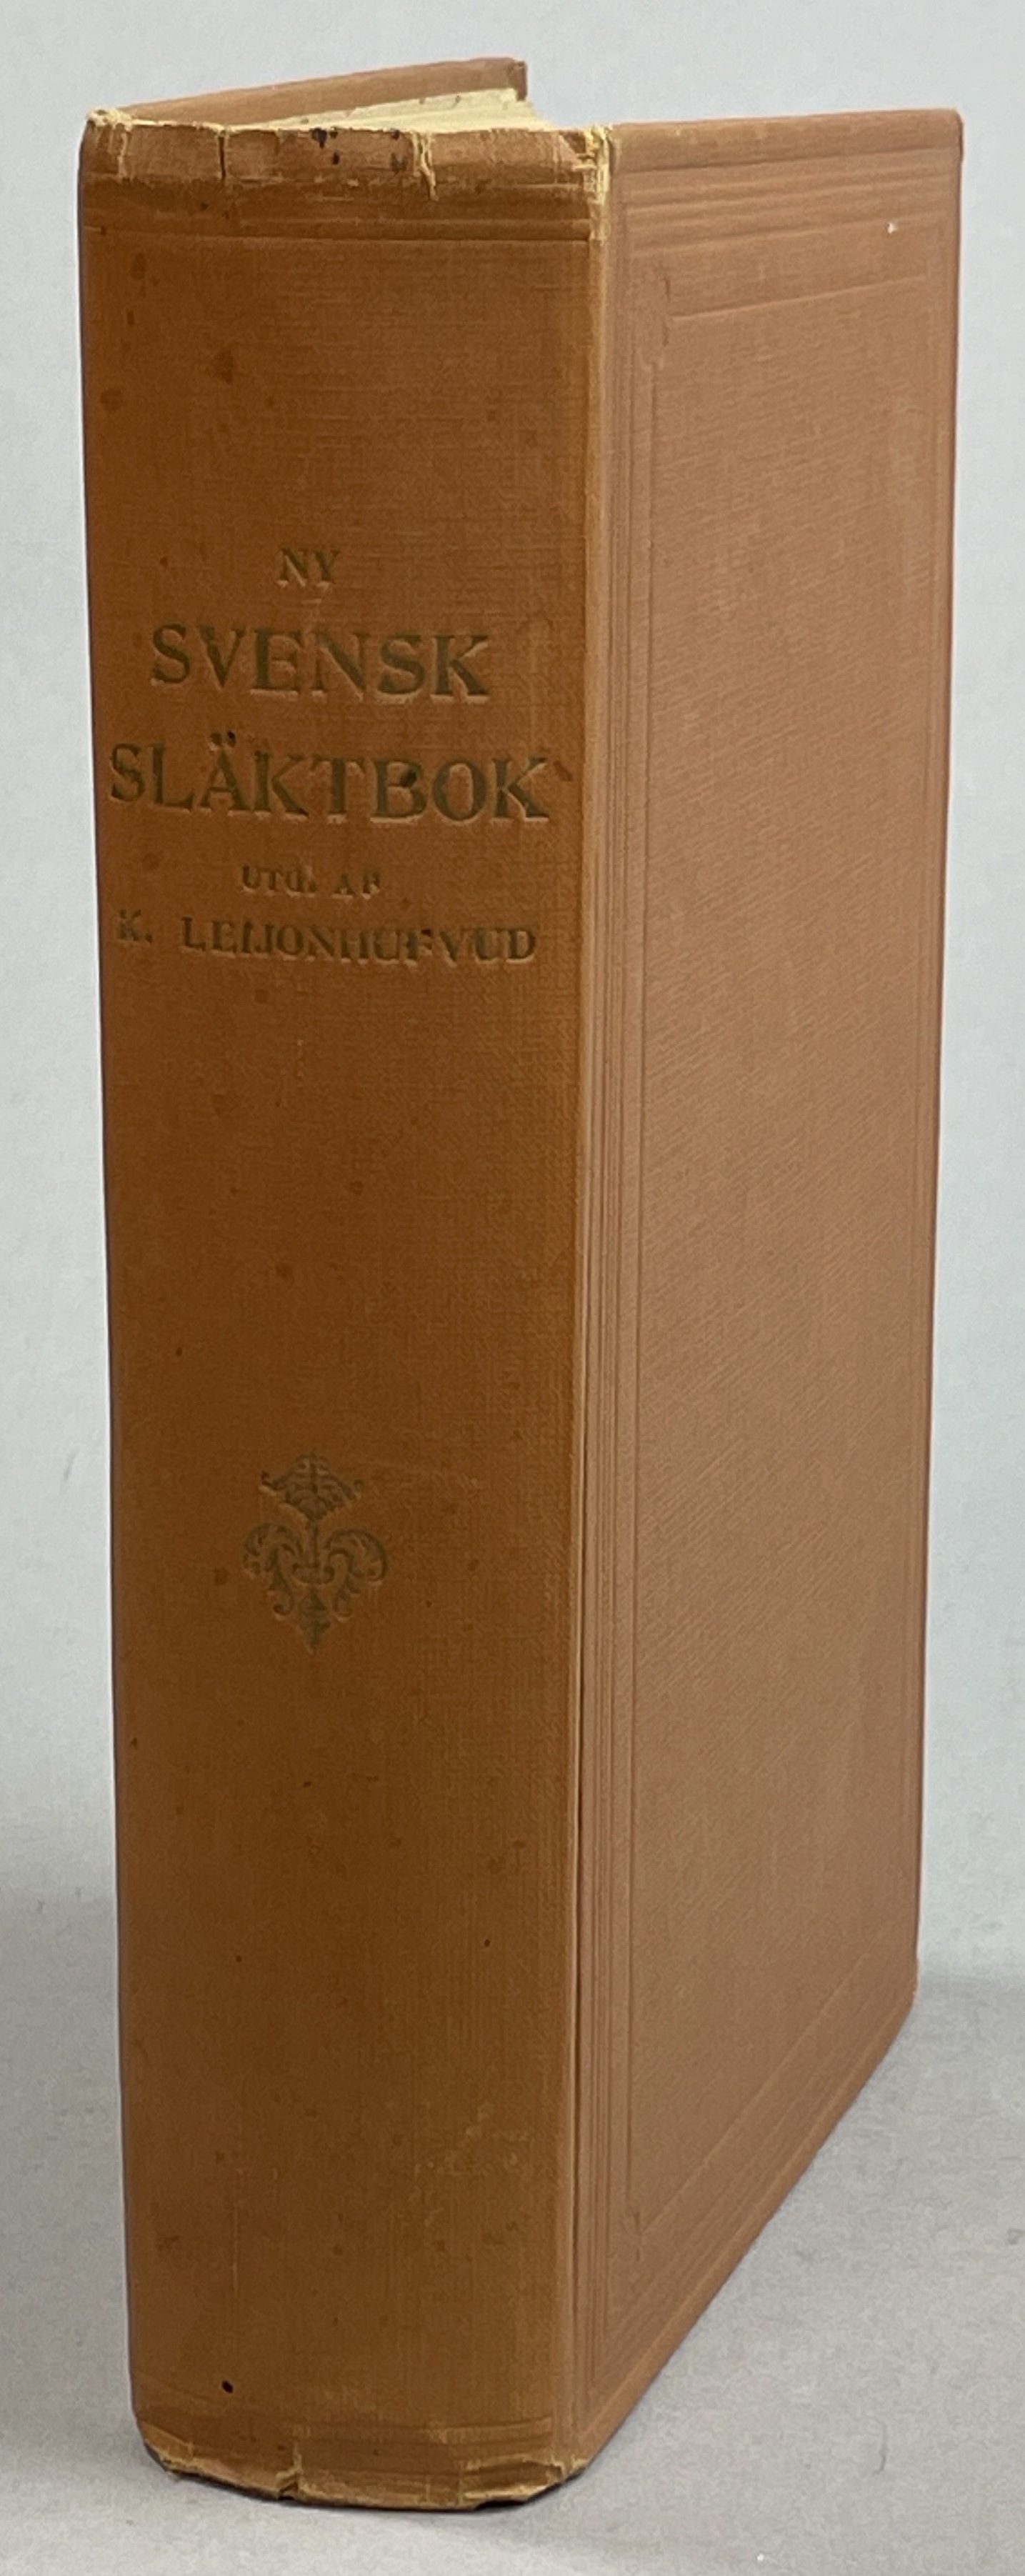 NY
SVENSK
SLÄKTBOK
UTG. AF
K. LEIJONHUFVUD